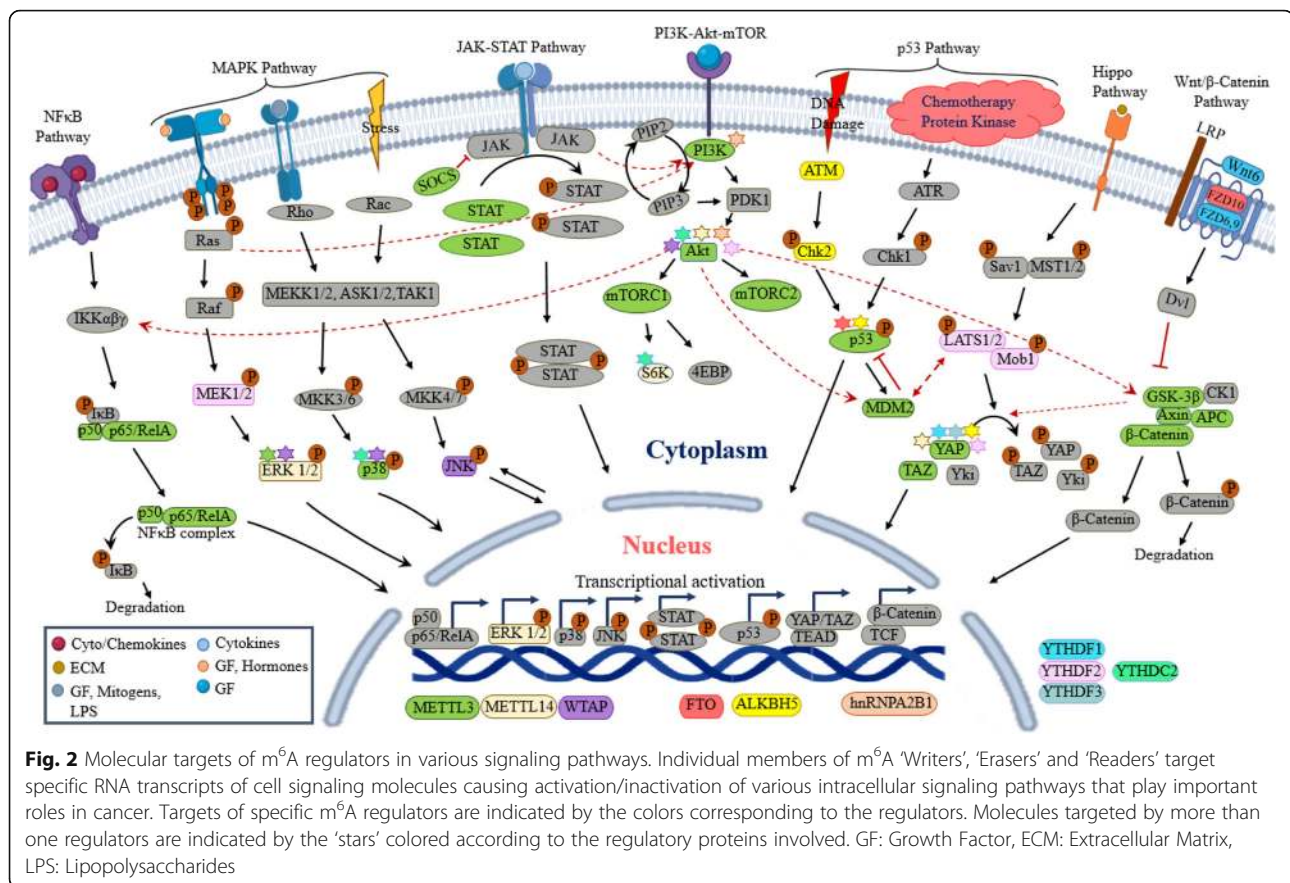 JAK-STAT Pathway
PI3K-Akt-mTOR
p53 Pathway
MAPK Pathway
NFκB
Pathway
Stress
DNA
Damage
Chemotherapy
Protein Kinase
Hippo
Pathway
Wnt/β-Catenin
Pathway
LRP
Wnt6
FZD10
FZD6,9
JAK
JAK
SOCS
PIP2
PIP3
PI3K
PDK1
ATM
ATR
P
P
P
P
Ras
P
Rho
Rac
STAT
STAT
P
STAT
P
STAT
Akt
P
Chk2
Chk1
P
P
Sav1
MST1/2
P
Dvl
IKKαβγ
Raf
P
MEKK1/2, ASK1/2,TAK1
mTORC1
mTORC2
P
p53
P
LATS1/2
Mob1
P
STAT
P
P
STAT
S6K
4EBP
MEK1/2
P
MKK3/6
P
MKK4/7
P
MDM2
GSK-3β
CK1
Axin
APC
β-Catenin
P
IκB
p50
p65/RelA
ERK 1/2
P
p38
P
JNK
P
Cytoplasm
YAP
TAZ
Yki
P
YAP
P
TAZ
Yki
P
β-Catenin
β-Catenin
P
Degradation
p50
p65/RelA
NFκB complex
P
IκB
Degradation
Nucleus
Transcriptional activation
p50
p65/RelA
ERK 1/2
P
p38
P
JNK
P
STAT
P
P
STAT
p53
P
YAP/TAZ
TEAD
β-Catenin
TCF
Cyto/Chemokines
ECM
GF, Mitogens,
LPS
Cytokines
GF, Hormones
GF
METTL3
METTL14
WTAP
FTO
ALKBH5
hnRNPA2B1
YTHDF1
YTHDF2
YTHDC2
YTHDF3
Fig. 2 Molecular targets of m⁶A regulators in various signaling pathways. Individual members of m⁶A ‘Writers’, ‘Erasers’ and ‘Readers’ target
specific RNA transcripts of cell signaling molecules causing activation/inactivation of various intracellular signaling pathways that play important
roles in cancer. Targets of specific m⁶A regulators are indicated by the colors corresponding to the regulators. Molecules targeted by more than
one regulators are indicated by the ‘stars’ colored according to the regulatory proteins involved. GF: Growth Factor, ECM: Extracellular Matrix,
LPS: Lipopolysaccharides